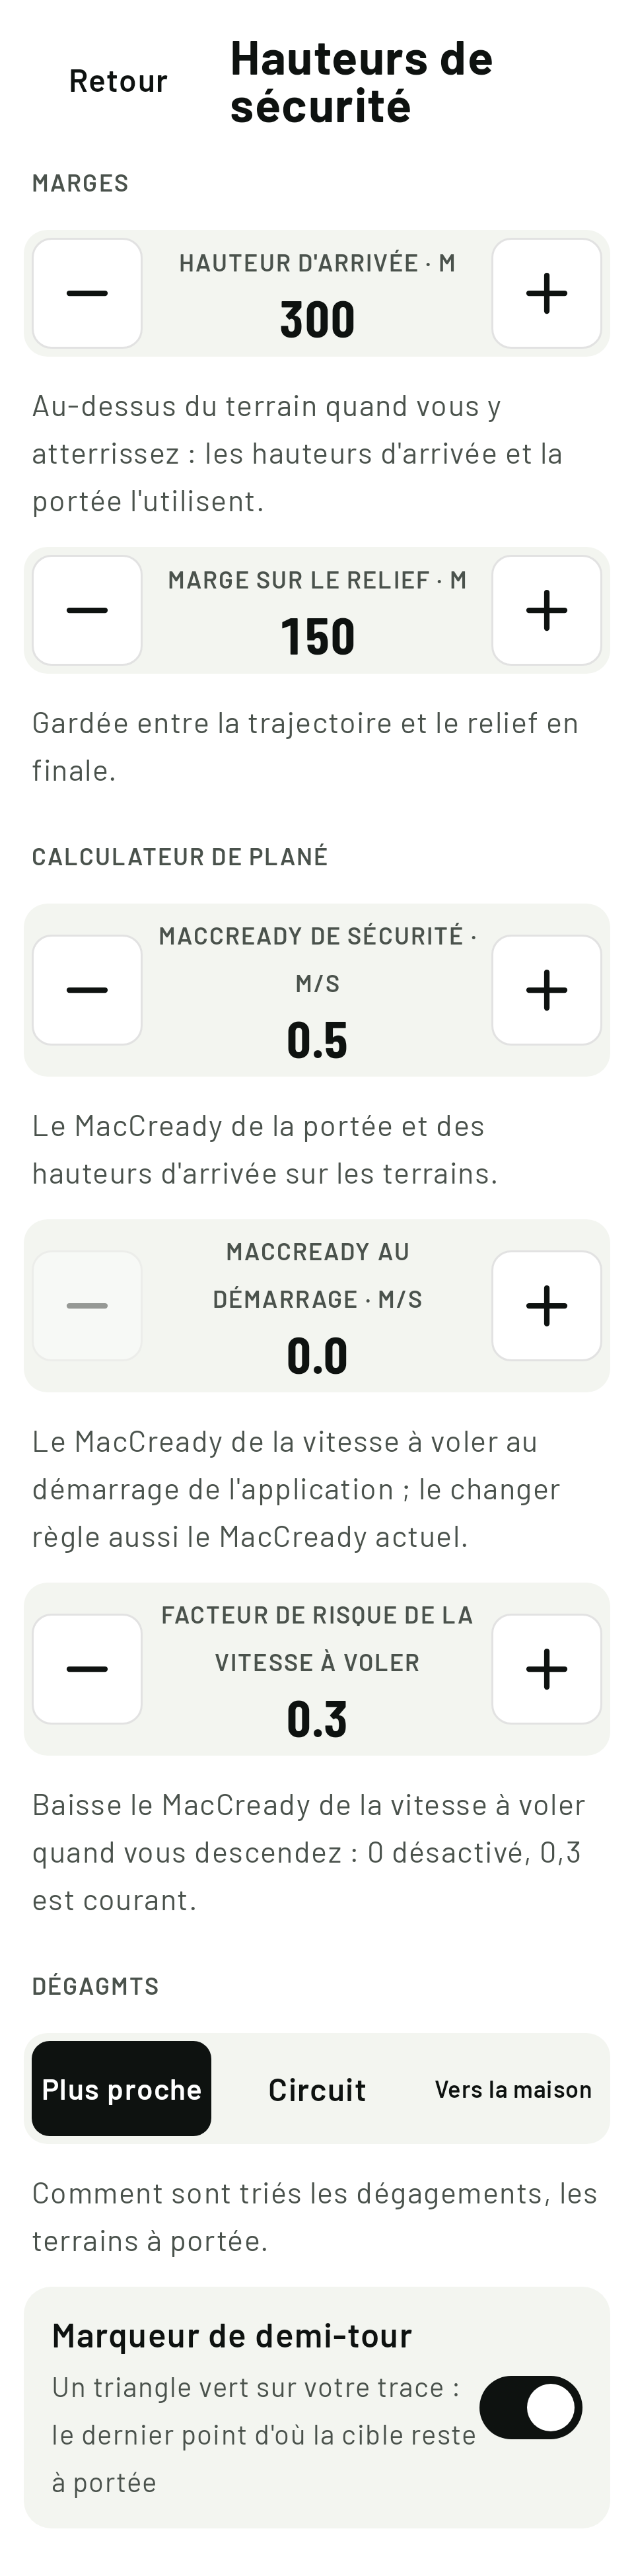 Retour
Hauteurs de
sécurité
MARGES
HAUTEUR D'ARRIVÉE · M
300
Au-dessus du terrain quand vous y
atterrissez : les hauteurs d'arrivée et la
portée l'utilisent.
MARGE SUR LE RELIEF · M
150
Gardée entre la trajectoire et le relief en
finale.
CALCULATEUR DE PLANÉ
MACCREADY DE SÉCURITÉ ·
M/S
0.5
Le MacCready de la portée et des
hauteurs d'arrivée sur les terrains.
MACCREADY AU
DÉMARRAGE · M/S
0.0
Le MacCready de la vitesse à voler au
démarrage de l'application ; le changer
règle aussi le MacCready actuel.
FACTEUR DE RISQUE DE LA
VITESSE À VOLER
0.3
Baisse le MacCready de la vitesse à voler
quand vous descendez : 0 désactivé, 0,3
est courant.
DÉGAGMTS
Plus proche
Circuit
Vers la maison
Comment sont triés les dégagements, les
terrains à portée.
Marqueur de demi-tour
Un triangle vert sur votre trace :
le dernier point d'où la cible reste
à portée